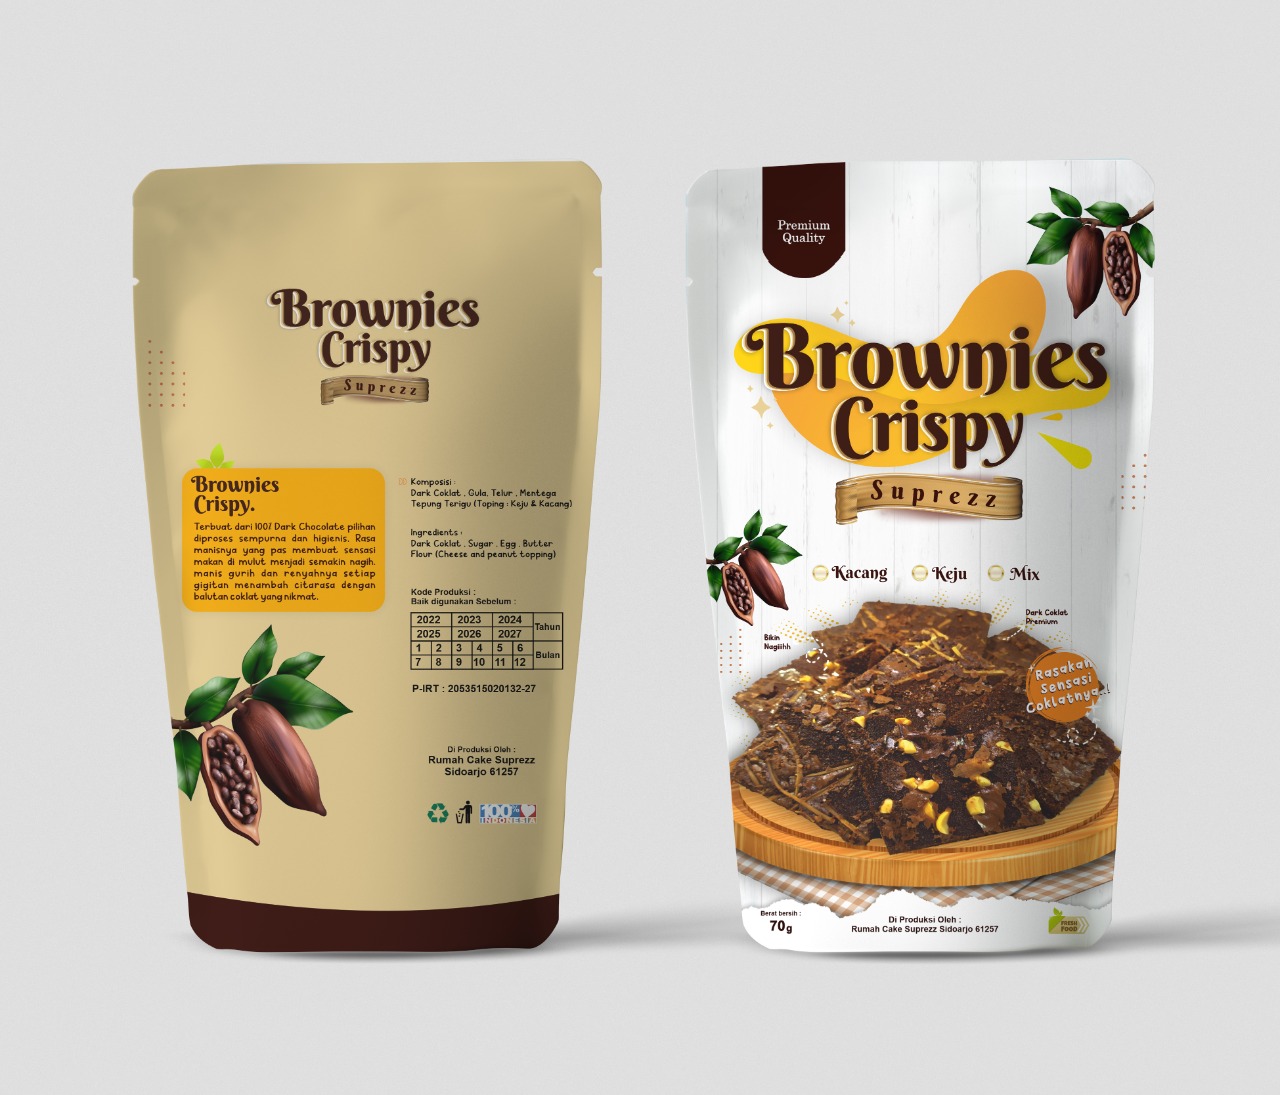 Brownies
Crispy
Suprezz
Brownies
Crispy.
Terbuat dari 100% Dark Chocolate pilihan
diproses sempurna dan higienis. Rasa
manisnya yang pas membuat sensasi
makan di mulut menjadi semakin nagih.
manis gurih dan renyahnya setiap
gigitan menambah citarasa dengan
balutan coklat yang nikmat.
Komposisi :
Dark Coklat , Gula, Telur , Mentega
Tepung Terigu (Toping : Keju & Kacang)
Ingredients :
Dark Coklat , Sugar , Egg , Butter
Flour (Cheese and peanut topping)
Kode Produksi :
Baik digunakan Sebelum :
2022 2023 2024 Tahun
2025 2026 2027
1 2 3 4 5 6 Bulan
7 8 9 10 11 12
P-IRT : 2053515020132-27
Di Produksi Oleh :
Rumah Cake Suprezz
Sidoarjo 61257
100%
INDONESIA
Premium
Quality
Brownies
Crispy
Suprezz
Kacang Keju Mix
Dark Coklat
Premium
Bikin
Nagiihh
Rasakan
Sensasi
Coklatnya..!
Berat bersih :
70g
Di Produksi Oleh :
Rumah Cake Suprezz Sidoarjo 61257
FRESH
FOOD